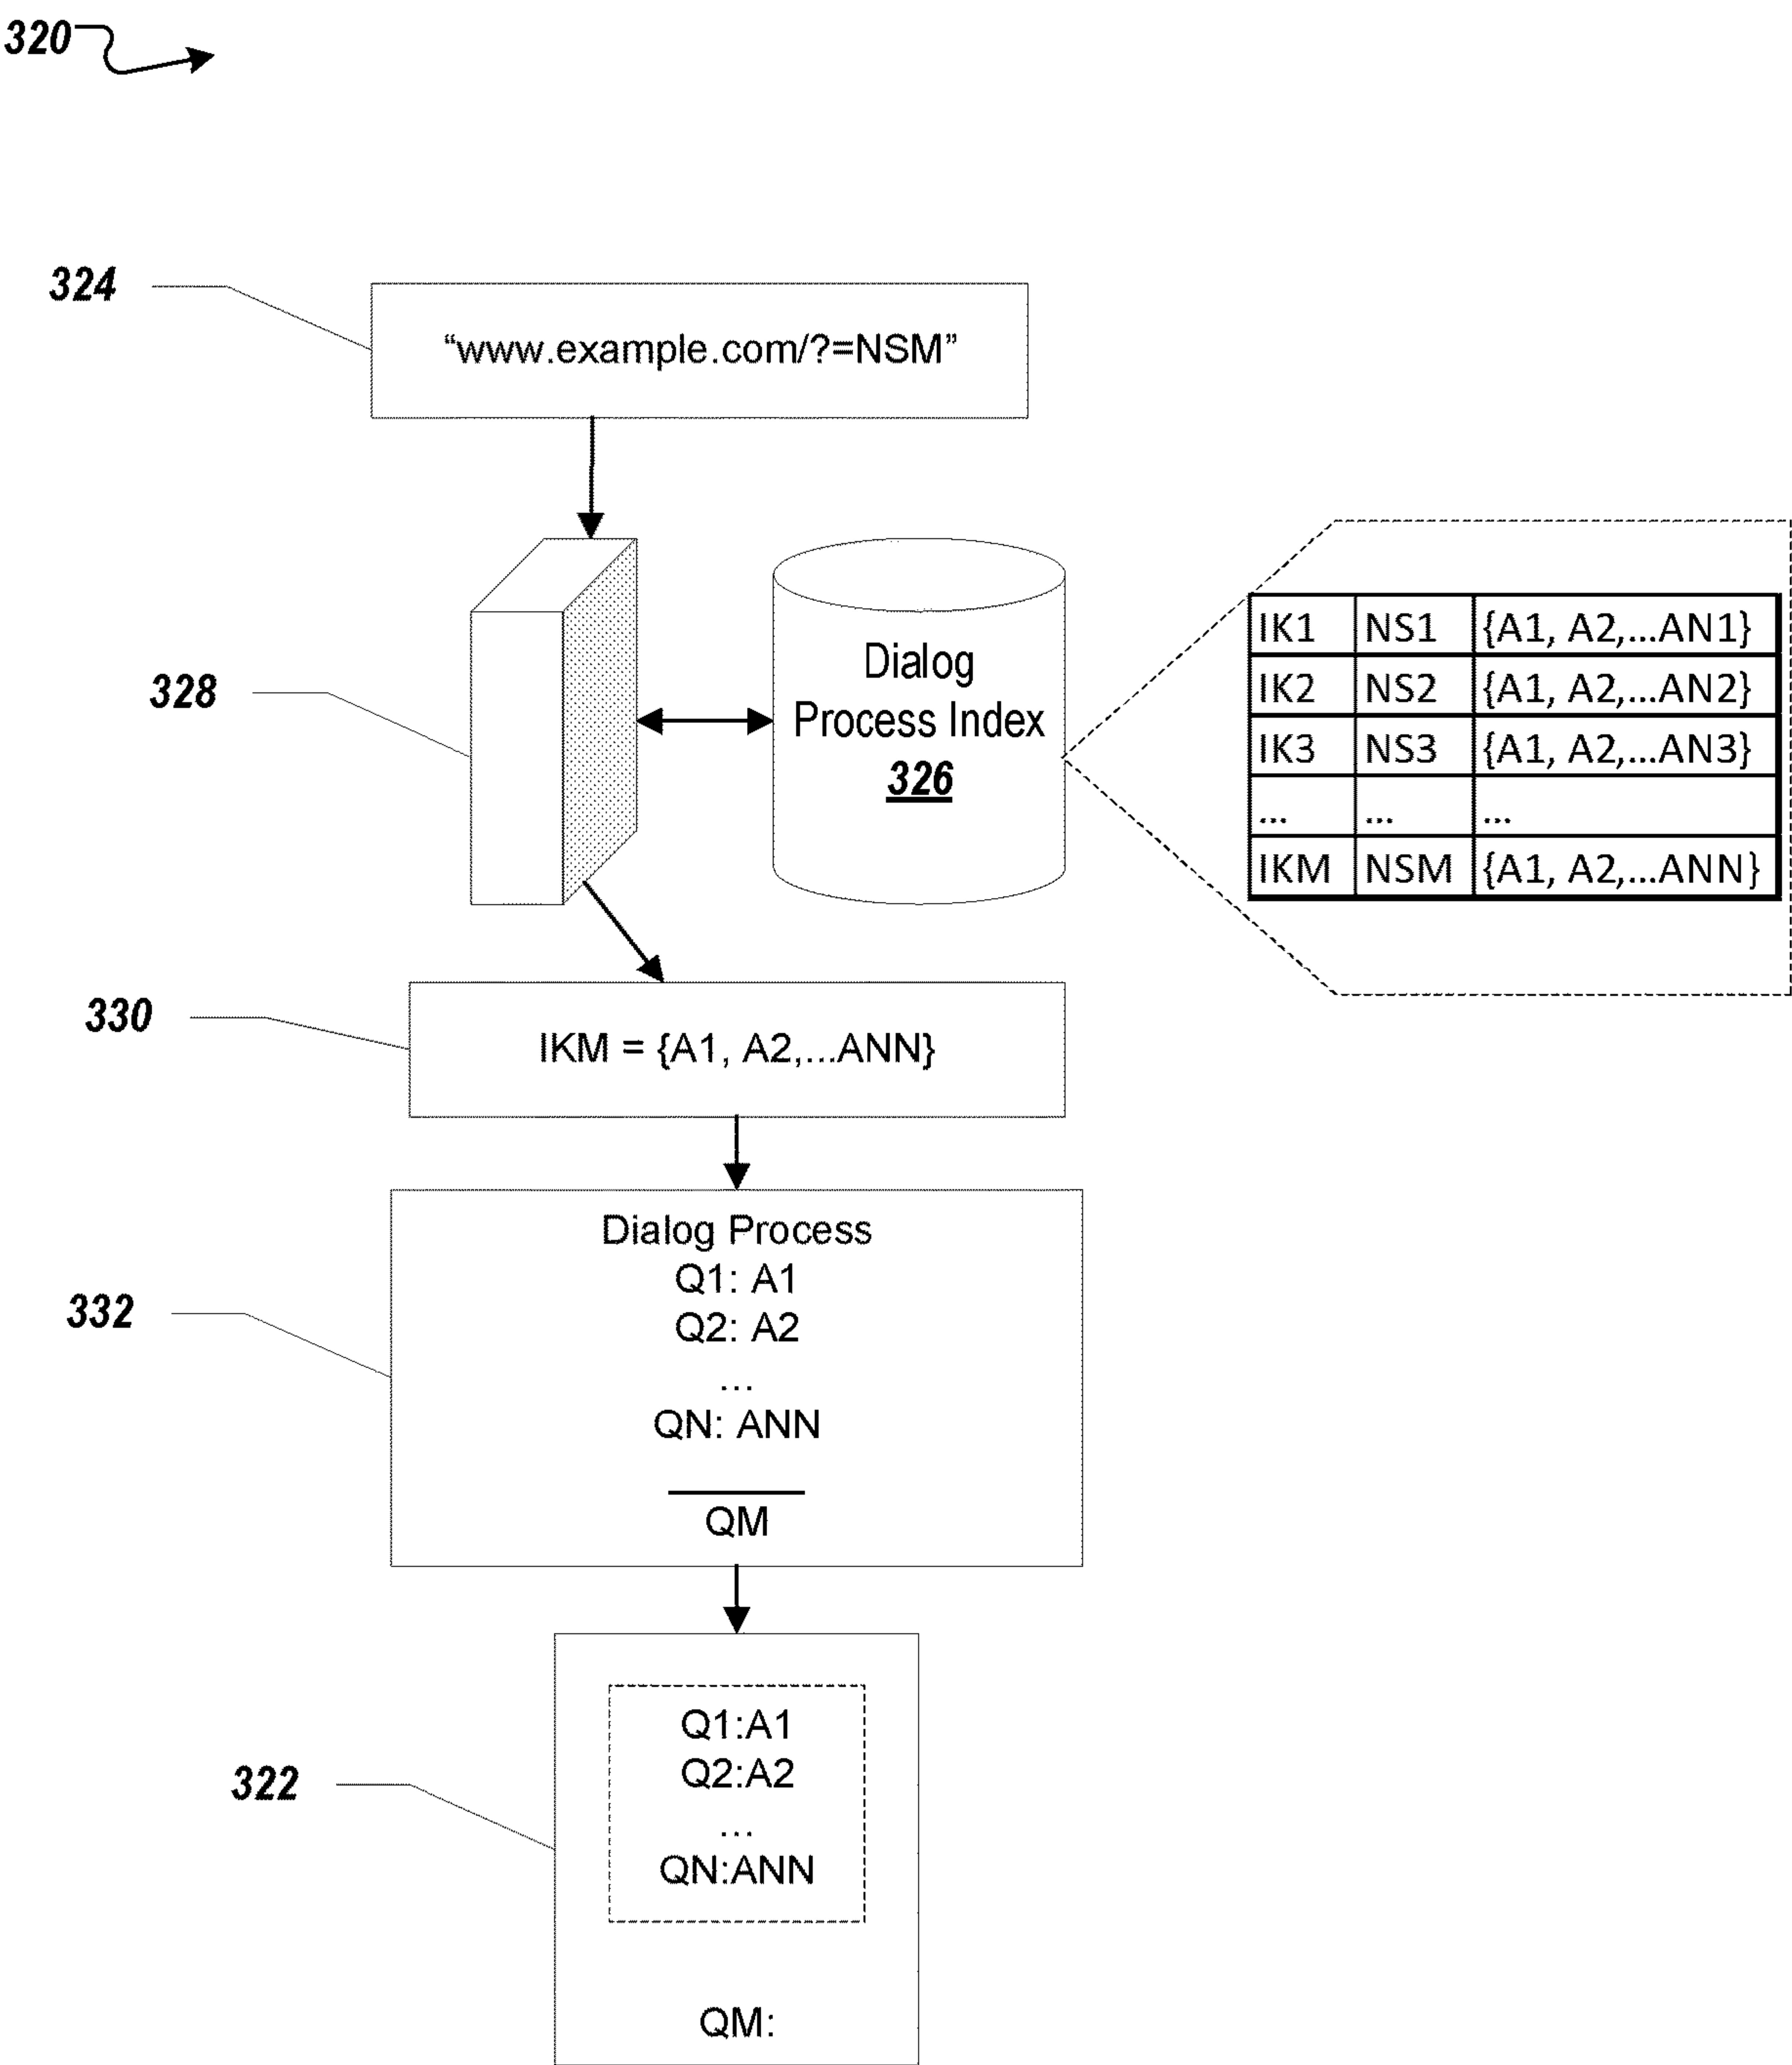 320
324
“www.example.com/?=NSM”
328
Dialog
Process Index
326
IK1 NS1 {A1, A2,...AN1}
IK2 NS2 {A1, A2,...AN2}
IK3 NS3 {A1, A2,...AN3}
... ... ...
IKM NSM {A1, A2,...ANN}
330
IKM = {A1, A2,...ANN}
332
Dialog Process
Q1: A1
Q2: A2
...
QN: ANN
QM
322
Q1:A1
Q2:A2
...
QN:ANN
QM: